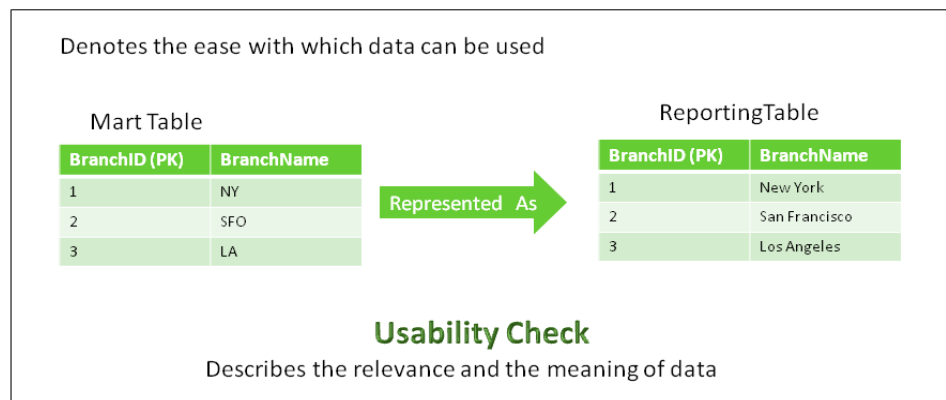 Denotes the ease with which data can be used
Mart Table
BranchID (PK) BranchName
1 NY
2 SFO
3 LA
Represented As
ReportingTable
BranchID (PK) BranchName
1 New York
2 San Francisco
3 Los Angeles
Usability Check
Describes the relevance and the meaning of data